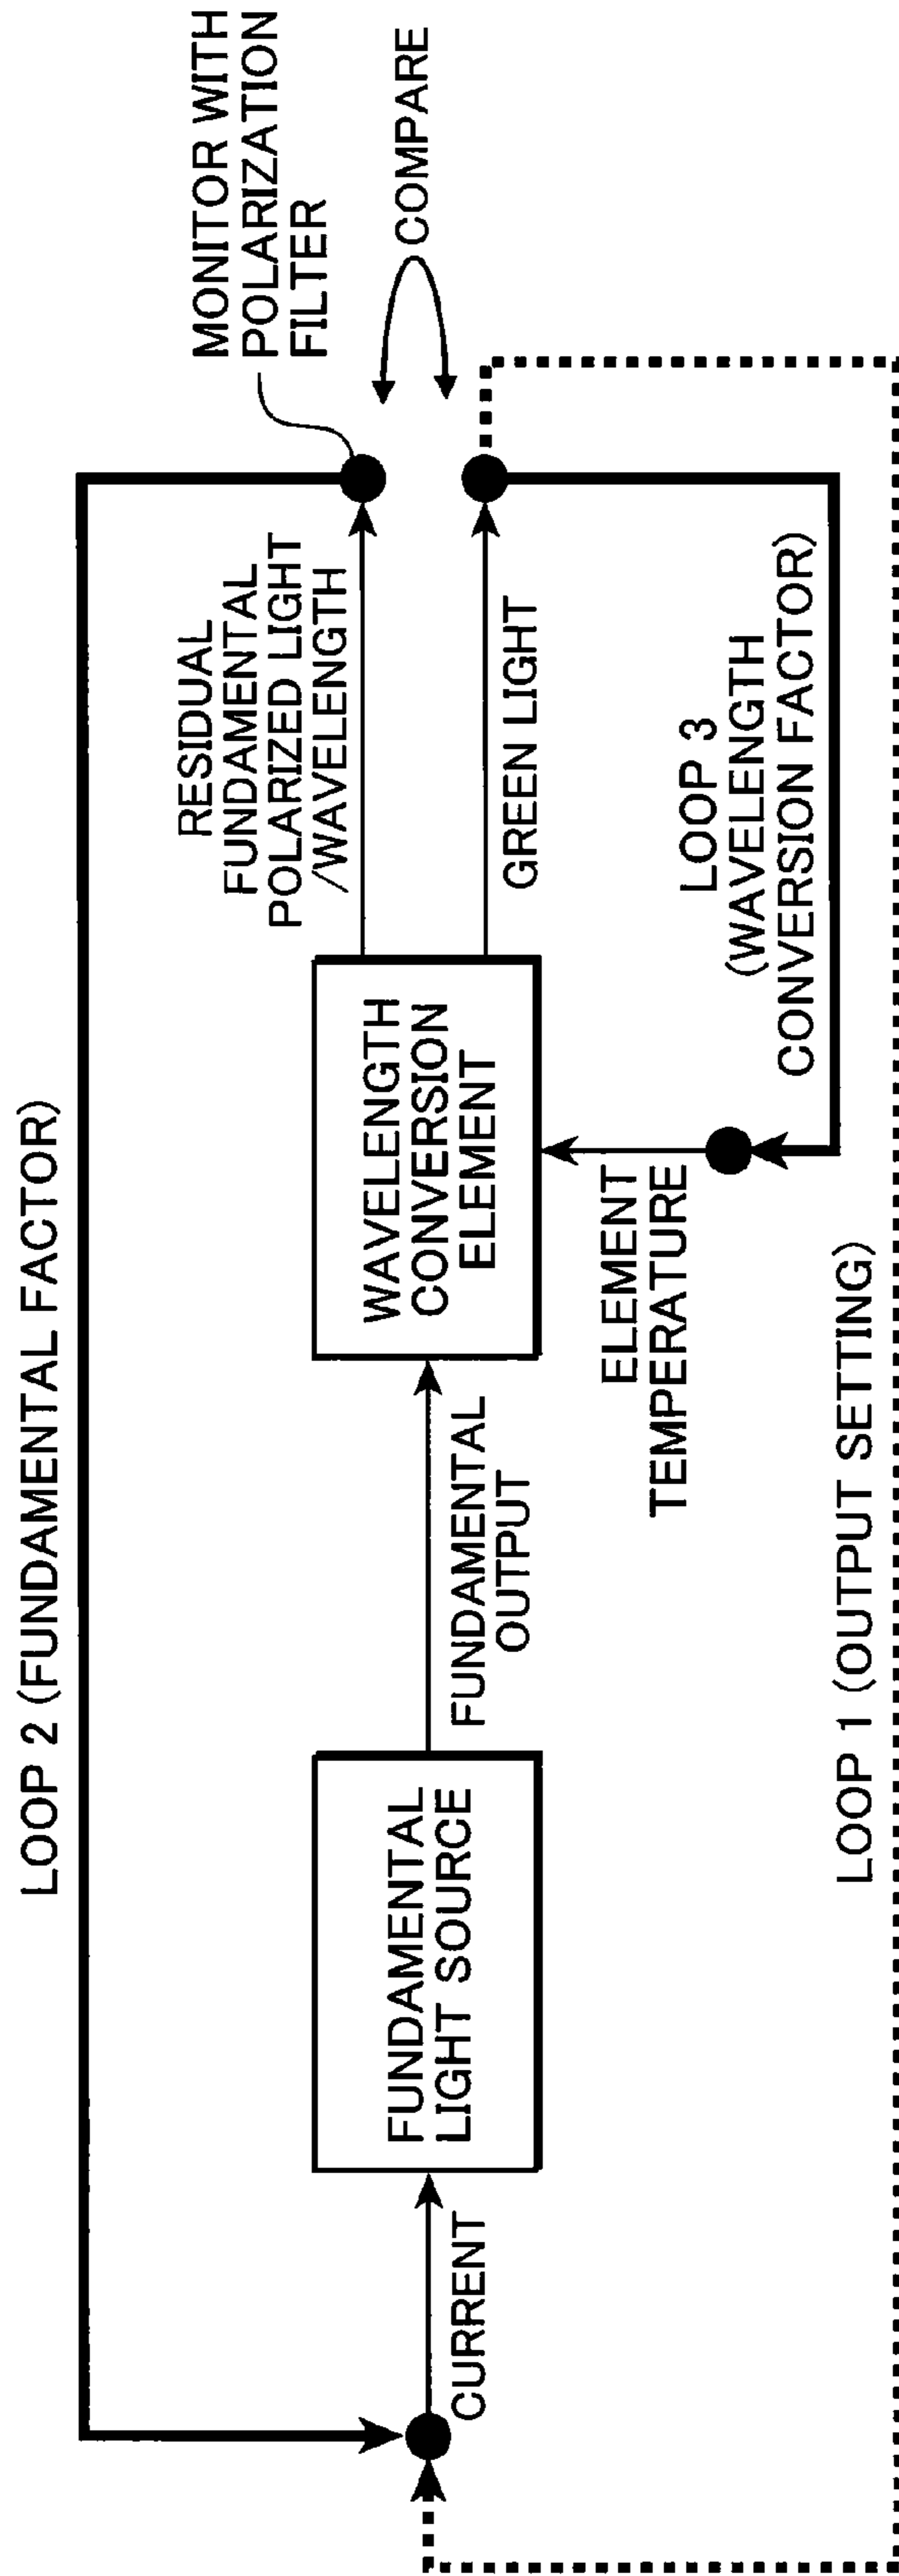 LOOP 2 (FUNDAMENTAL FACTOR)
CURRENT
FUNDAMENTAL
LIGHT SOURCE
FUNDAMENTAL
OUTPUT
WAVELENGTH
CONVERSION
ELEMENT
ELEMENT
TEMPERATURE
RESIDUAL
FUNDAMENTAL
POLARIZED LIGHT
/WAVELENGTH
GREEN LIGHT
MONITOR WITH
POLARIZATION
FILTER
COMPARE
LOOP 3
(WAVELENGTH
CONVERSION FACTOR)
LOOP 1 (OUTPUT SETTING)